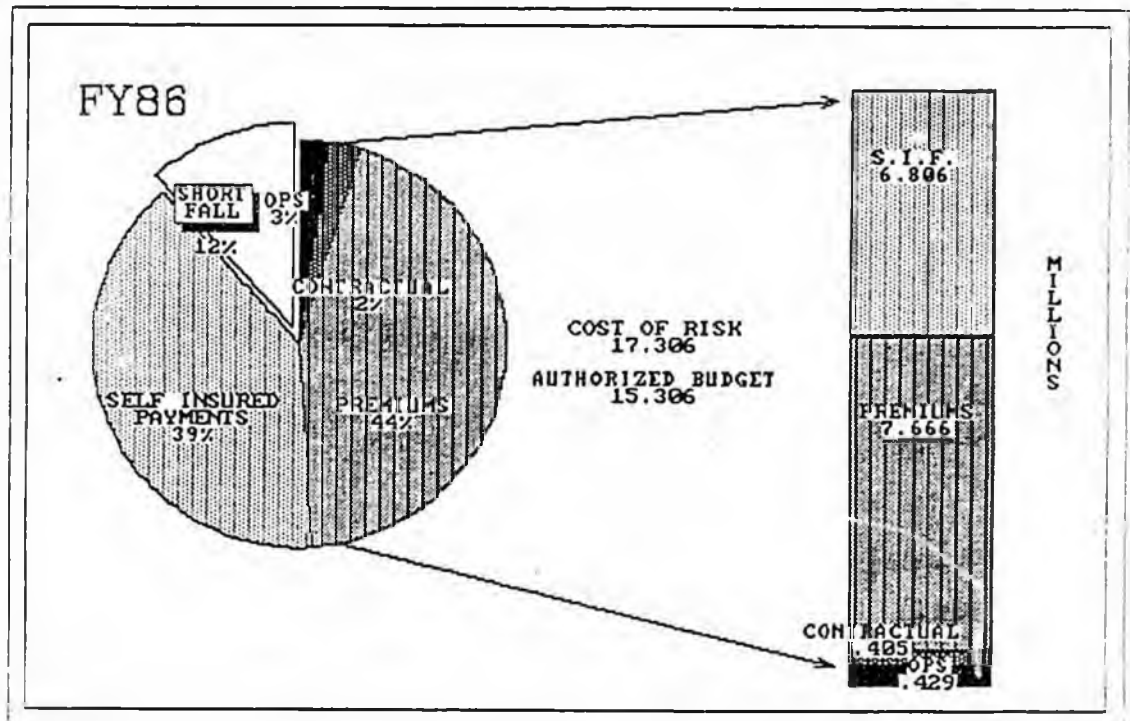 FY86
SHORT
FALL
12%
OPS
3%
CONTRACTUAL
2%
SELF INSURED
PAYMENTS
39%
PREMIUMS
44%
COST OF RISK
17.306
AUTHORIZED BUDGET
15.306
S.I.F.
6.806
PREMIUMS
7.666
CONTRACTUAL
.405
OPS
.429
MILLIONS